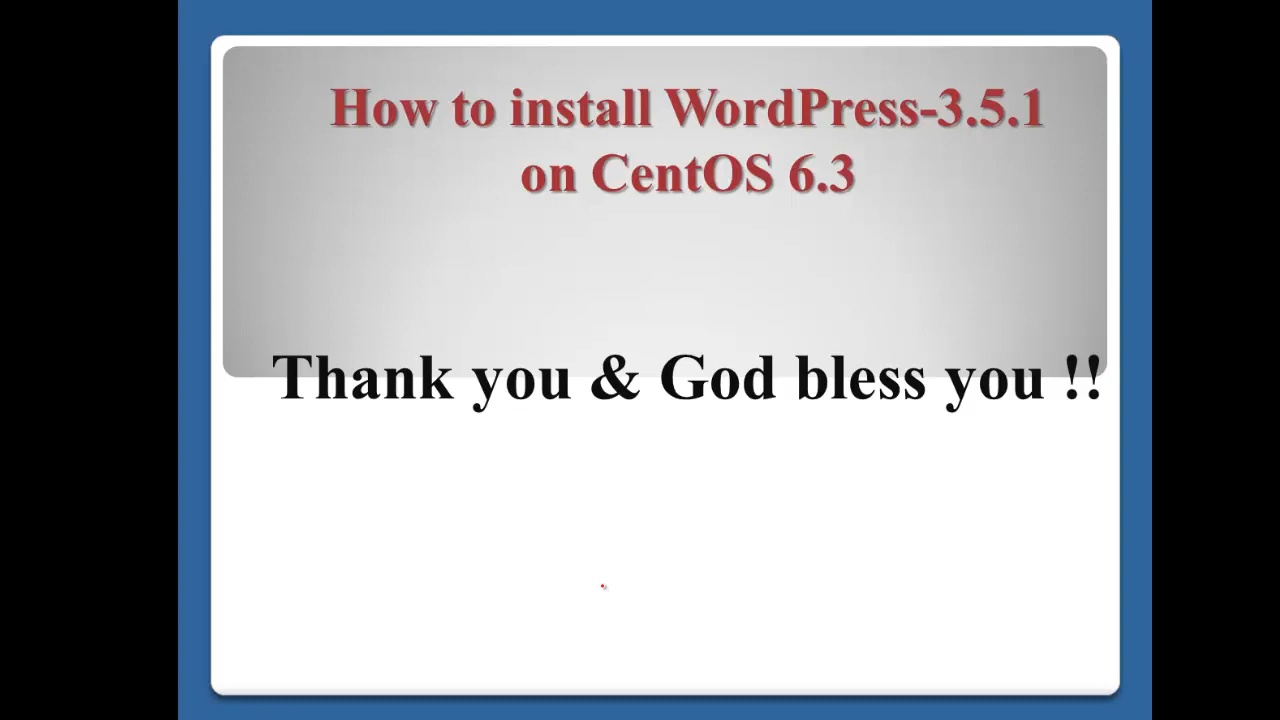 How to install WordPress-3.5.1
on CentOS 6.3
Thank you & God bless you !!